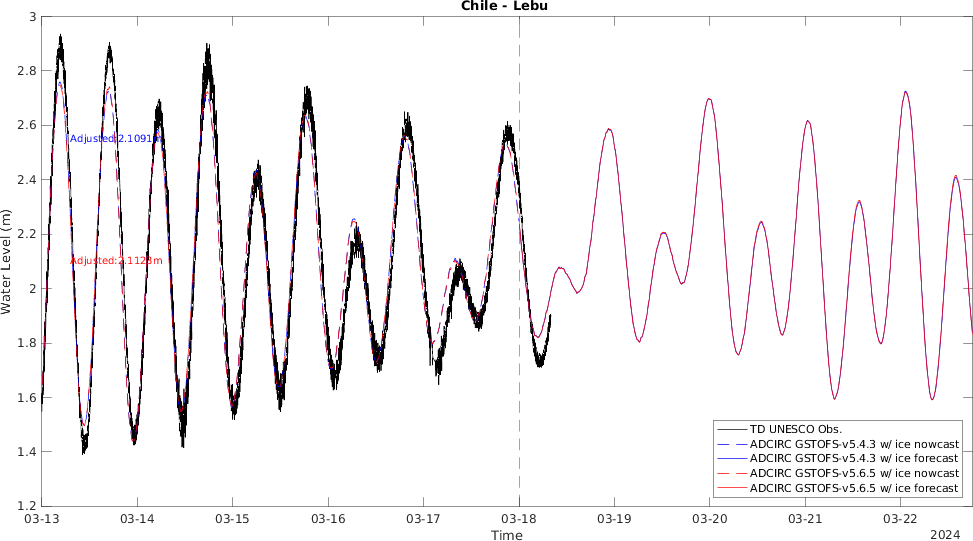 Chile - Lebu
Water Level (m)
3
2.8
2.6
2.4
2.2
2
1.8
1.6
1.4
1.2
Adjusted:2.1091m
Adjusted:2.1123m
TD UNESCO Obs.
ADCIRC GSTOFS-v5.4.3 w/ ice nowcast
ADCIRC GSTOFS-v5.4.3 w/ ice forecast
ADCIRC GSTOFS-v5.6.5 w/ ice nowcast
ADCIRC GSTOFS-v5.6.5 w/ ice forecast
03-13 03-14 03-15 03-16 03-17 03-18 03-19 03-20 03-21 03-22
Time
2024